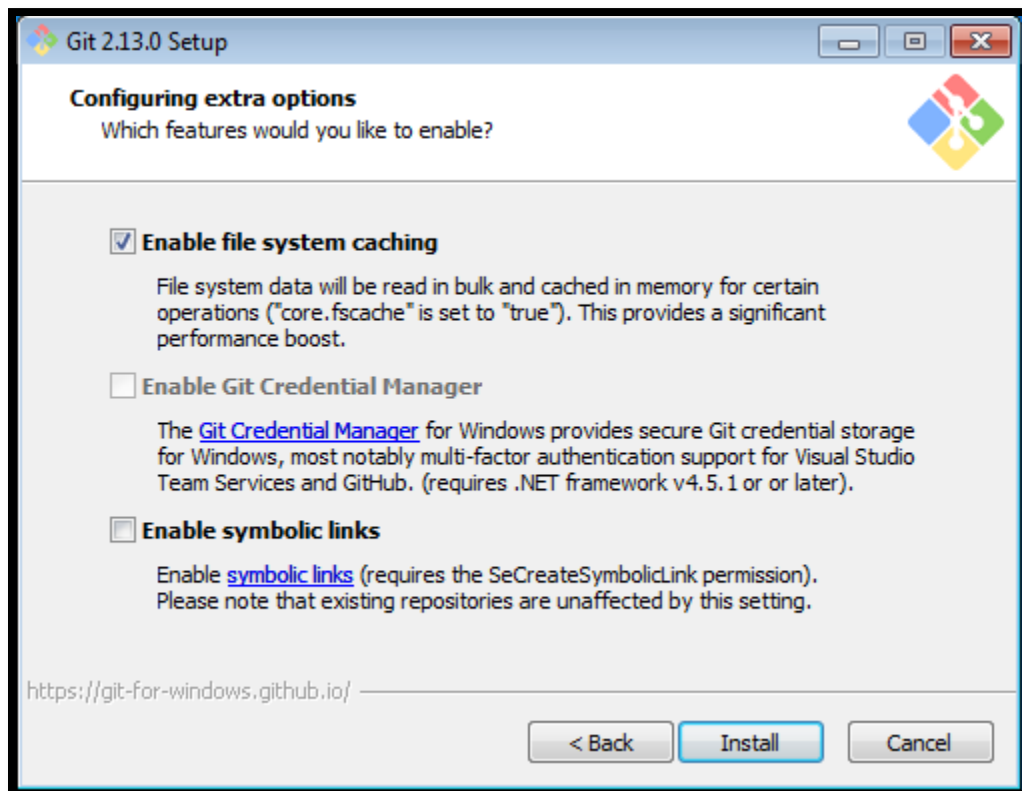 Git 2.13.0 Setup
Configuring extra options
Which features would you like to enable?
Enable file system caching
File system data will be read in bulk and cached in memory for certain
operations ("core.fscache" is set to "true"). This provides a significant
performance boost.
Enable Git Credential Manager
The Git Credential Manager for Windows provides secure Git credential storage
for Windows, most notably multi-factor authentication support for Visual Studio
Team Services and GitHub. (requires .NET framework v4.5.1 or or later).
Enable symbolic links
Enable symbolic links (requires the SeCreateSymbolicLink permission).
Please note that existing repositories are unaffected by this setting.
https://git-for-windows.github.io/
< Back Install Cancel